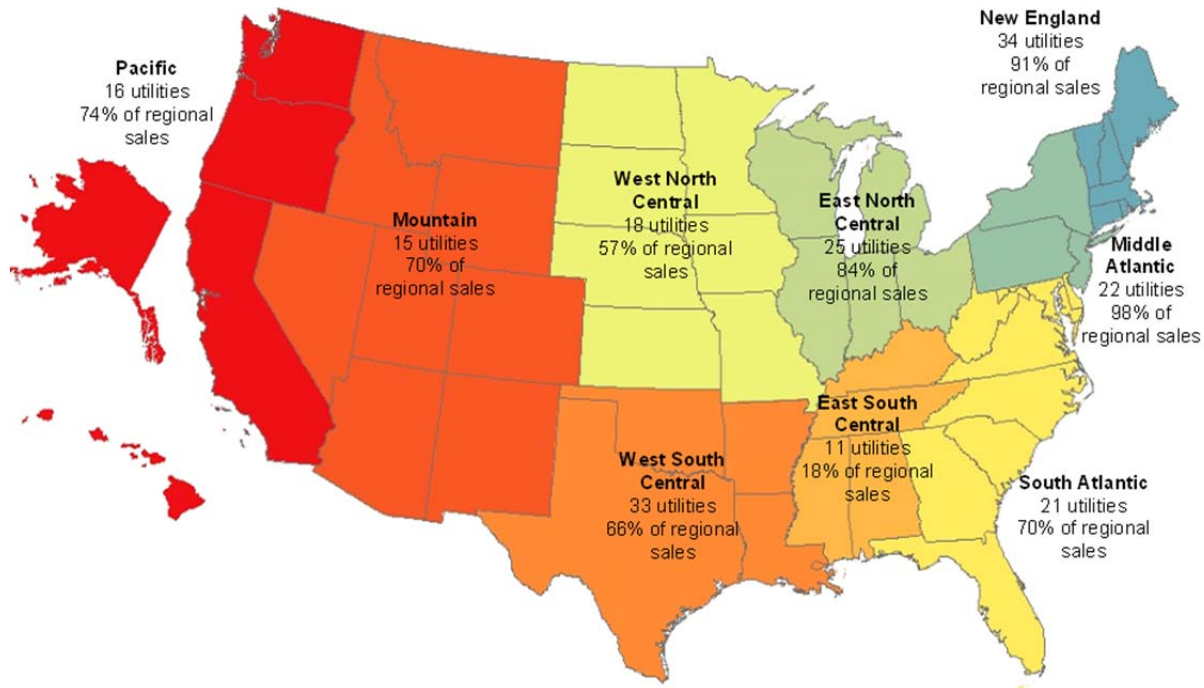 New England
34 utilities
91% of
regional sales
Pacific
16 utilities
74% of regional
sales
West North
Central
18 utilities
57% of regional
sales
East North
Central
25 utilities
84% of
regional sales
Mountain
15 utilities
70% of
regional sales
Middle
Atlantic
22 utilities
98% of
regional sales
East South
Central
11 utilities
18% of regional
sales
West South
Central
33 utilities
66% of regional
sales
South Atlantic
21 utilities
70% of regional
sales